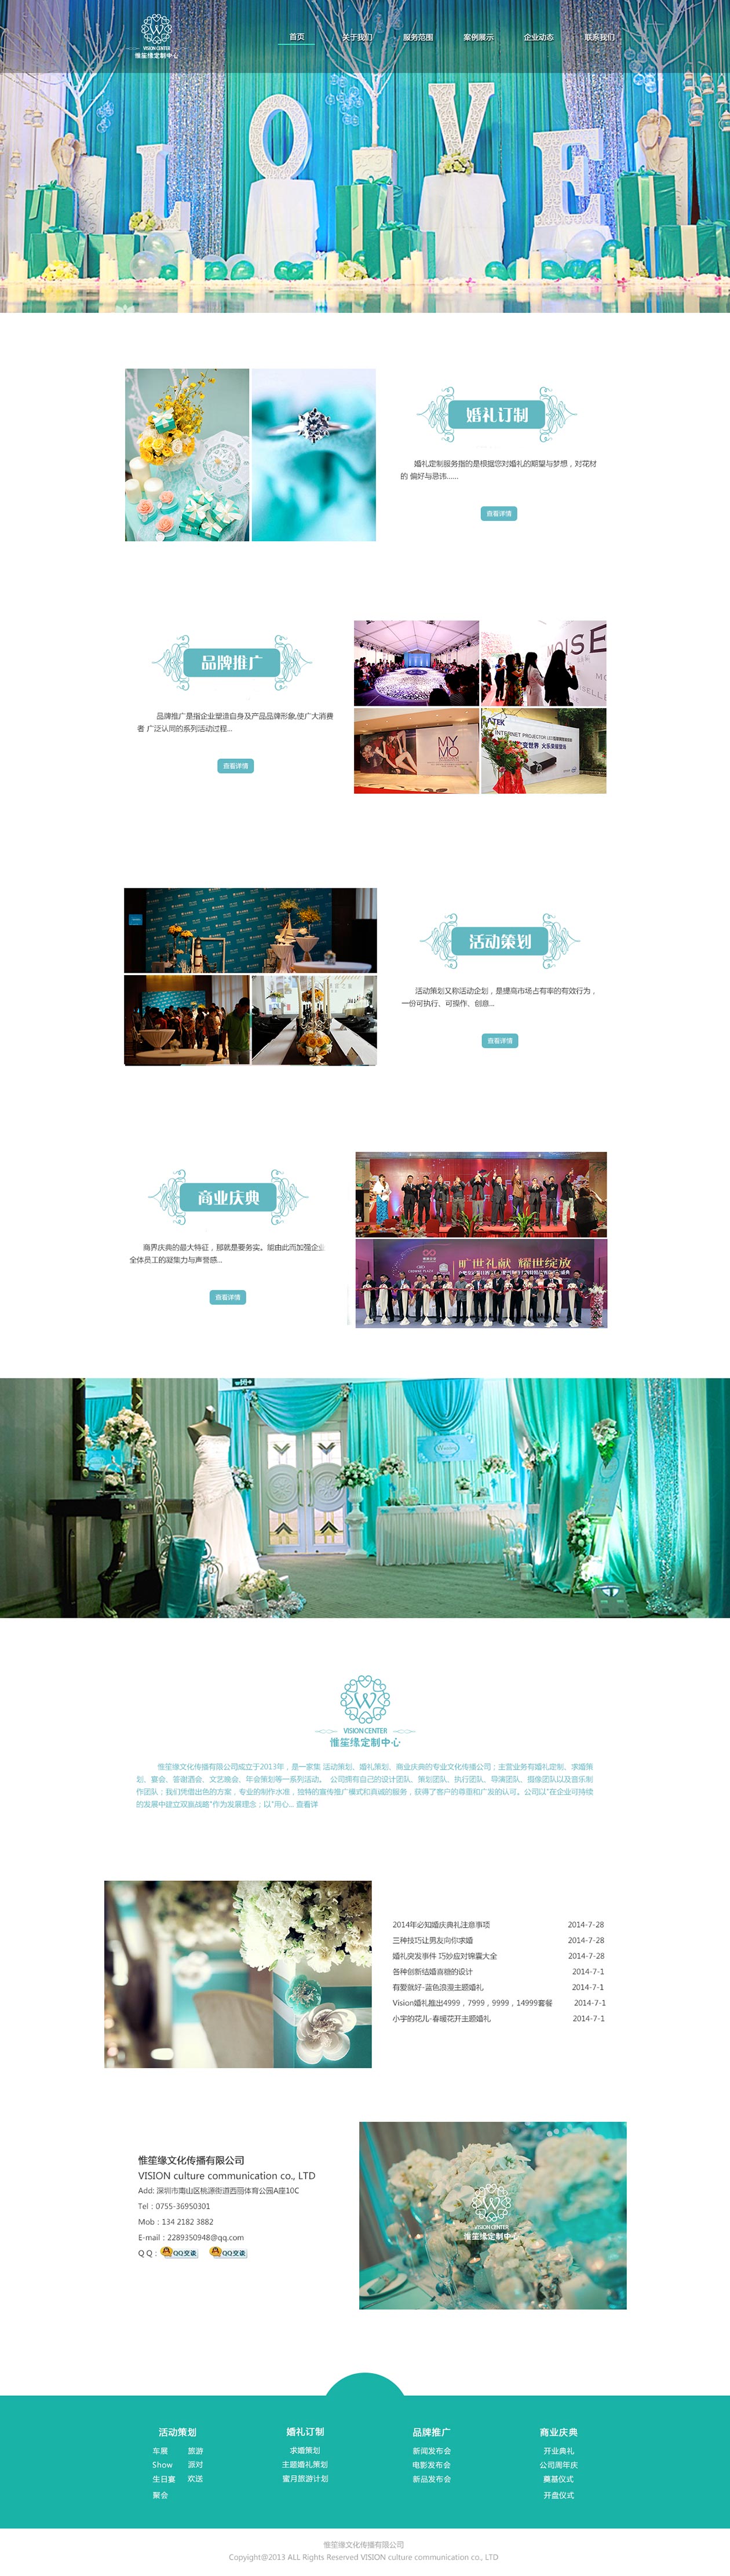 VISION CENTER
惟笙缘定制中心
首页 关于我们 服务范围 案例展示 企业动态 联系我们
LOVE
婚礼订制
婚礼定制服务指的是根据您对婚礼的期望与梦想，对花材
的 偏好与忌讳......
查看详情
品牌推广
品牌推广是指企业塑造自身及产品品牌形象,使广大消费
者 广泛认同的系列活动过程...
查看详情
MY
MO
INTERNET PROJECTOR
活动策划
活动策划又称活动企划，是提高市场占有率的有效行为，
一份可执行、可操作、创意...
查看详情
商业庆典
商界庆典的最大特征，那就是要务实。能由此而加强企业
全体员工的凝集力与声誉感...
查看详情
旷世礼献 耀世绽放
VISION CENTER
惟笙缘定制中心
惟笙缘文化传播有限公司成立于2013年，是一家集 活动策划、婚礼策划、商业庆典的专业文化传播公司；主营业务有婚礼定制、求婚策
划、宴会、答谢酒会、文艺晚会、年会策划等一系列活动。 公司拥有自己的设计团队、策划团队、执行团队、导演团队、摄像团队以及音乐制
作团队；我们凭借出色的方案，专业的制作水准，独特的宣传推广模式和真诚的服务，获得了客户的尊重和广发的认可。公司以"在企业可持续
的发展中建立双赢战略"作为发展理念；以"用心... 查看详
2014年必知婚庆典礼注意事项 2014-7-28
三种技巧让男友向你求婚 2014-7-28
婚礼突发事件 巧妙应对锦囊大全 2014-7-28
各种创新结婚喜糖的设计 2014-7-1
有爱就好-蓝色浪漫主题婚礼 2014-7-1
Vision婚礼推出4999，7999，9999，14999套餐 2014-7-1
小宇的花儿-春暖花开主题婚礼 2014-7-1
惟笙缘文化传播有限公司
VISION culture communication co., LTD
Add: 深圳市南山区桃源街道西丽体育公园A座10C
Tel：0755-36950301
Mob：134 2182 3882
E-mail：2289350948@qq.com
Q Q： QQ交谈 QQ交谈
VISION CENTER
惟笙缘定制中心
活动策划 婚礼订制 品牌推广 商业庆典
车展 旅游 求婚策划 新闻发布会 开业典礼
Show 派对 主题婚礼策划 电影发布会 公司周年庆
生日宴 欢送 蜜月旅游计划 新品发布会 奠基仪式
聚会 开盘仪式
惟笙缘文化传播有限公司
Copyight@2013 ALL Rights Reserved VISION culture communication co., LTD